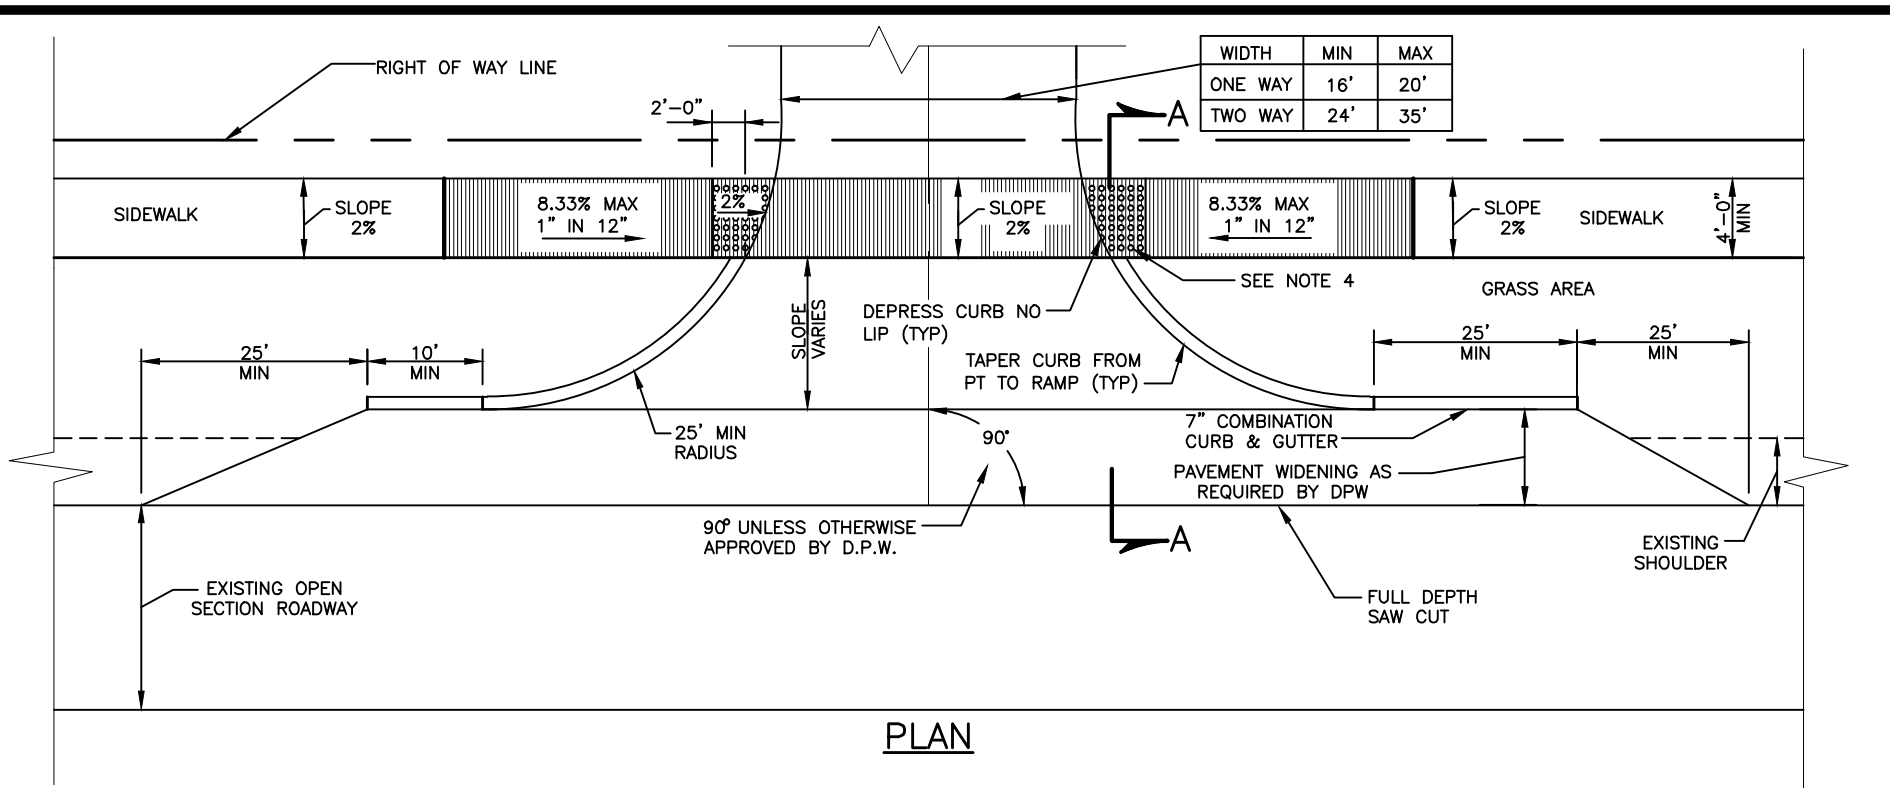 RIGHT OF WAY LINE
WIDTH MIN MAX
ONE WAY 16' 20'
TWO WAY 24' 35'
2'-0"
A
SIDEWALK
SLOPE
2%
8.33% MAX
1" IN 12"
2%
SLOPE
2%
8.33% MAX
1" IN 12"
SLOPE
2%
SIDEWALK
4'-0"
MIN
SEE NOTE 4
GRASS AREA
DEPRESS CURB NO
LIP (TYP)
SLOPE
VARIES
25'
MIN
10'
MIN
TAPER CURB FROM
PT TO RAMP (TYP)
25'
MIN
25'
MIN
25' MIN
RADIUS
90°
7" COMBINATION
CURB & GUTTER
PAVEMENT WIDENING AS
REQUIRED BY DPW
90° UNLESS OTHERWISE
APPROVED BY D.P.W.
A
EXISTING
SHOULDER
EXISTING OPEN
SECTION ROADWAY
FULL DEPTH
SAW CUT
PLAN